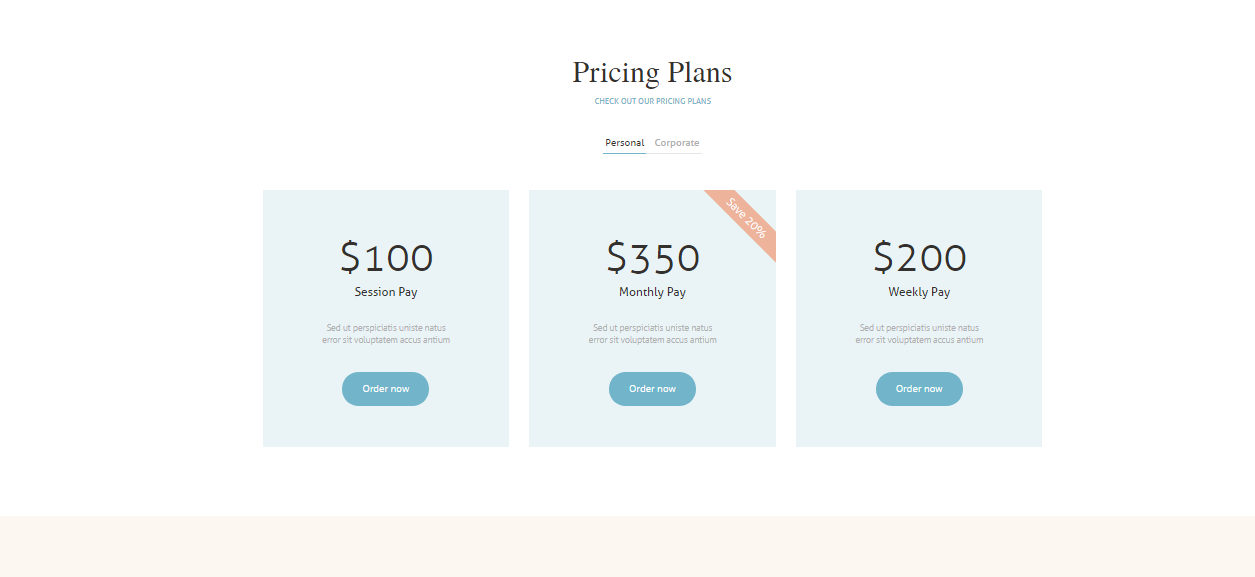 Pricing Plans
CHECK OUT OUR PRICING PLANS
Personal Corporate
$100
Session Pay
Sed ut perspiciatis uniste natus
error sit voluptatem accus antium
Order now
Save 20%
$350
Monthly Pay
Sed ut perspiciatis uniste natus
error sit voluptatem accus antium
Order now
$200
Weekly Pay
Sed ut perspiciatis uniste natus
error sit voluptatem accus antium
Order now